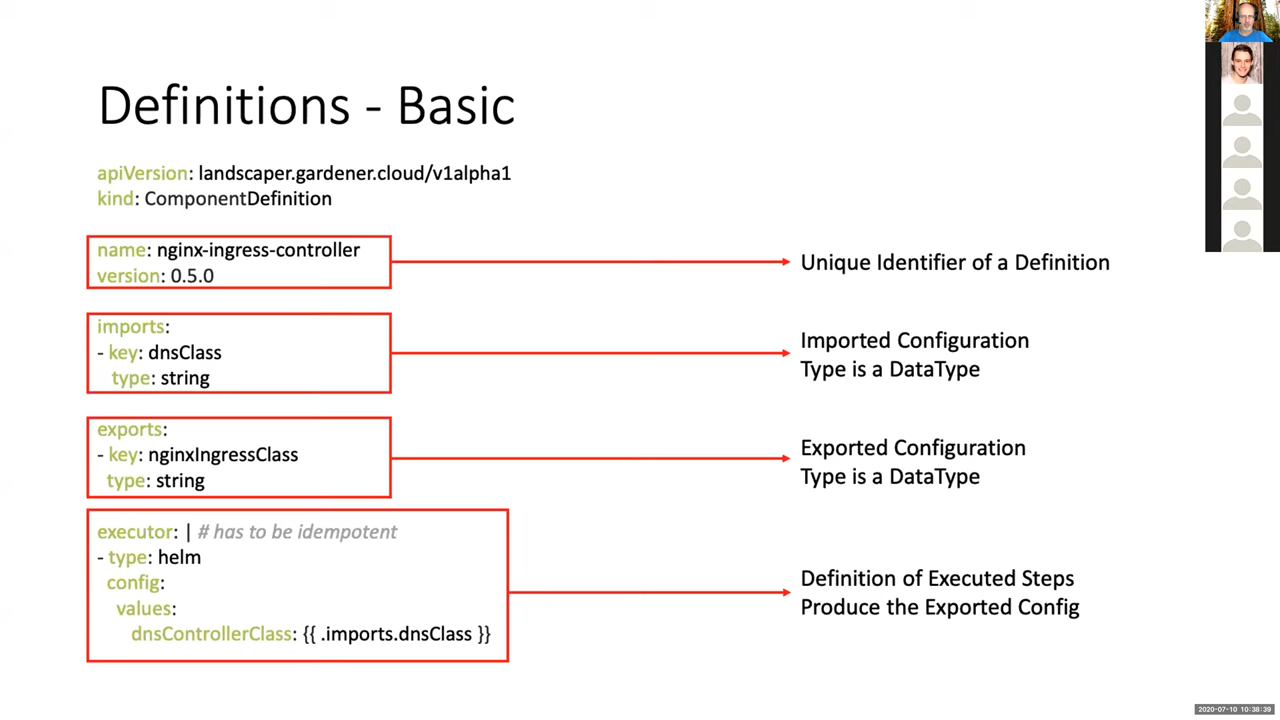 Definitions - Basic
apiVersion: landscaper.gardener.cloud/v1alpha1
kind: ComponentDefinition
name: nginx-ingress-controller
version: 0.5.0
Unique Identifier of a Definition
imports:
- key: dnsClass
type: string
Imported Configuration
Type is a DataType
exports:
- key: nginxIngressClass
type: string
Exported Configuration
Type is a DataType
executor: | # has to be idempotent
- type: helm
config:
values:
dnsControllerClass: {{ .imports.dnsClass }}
Definition of Executed Steps
Produce the Exported Config
2020-07-10 10:38:39